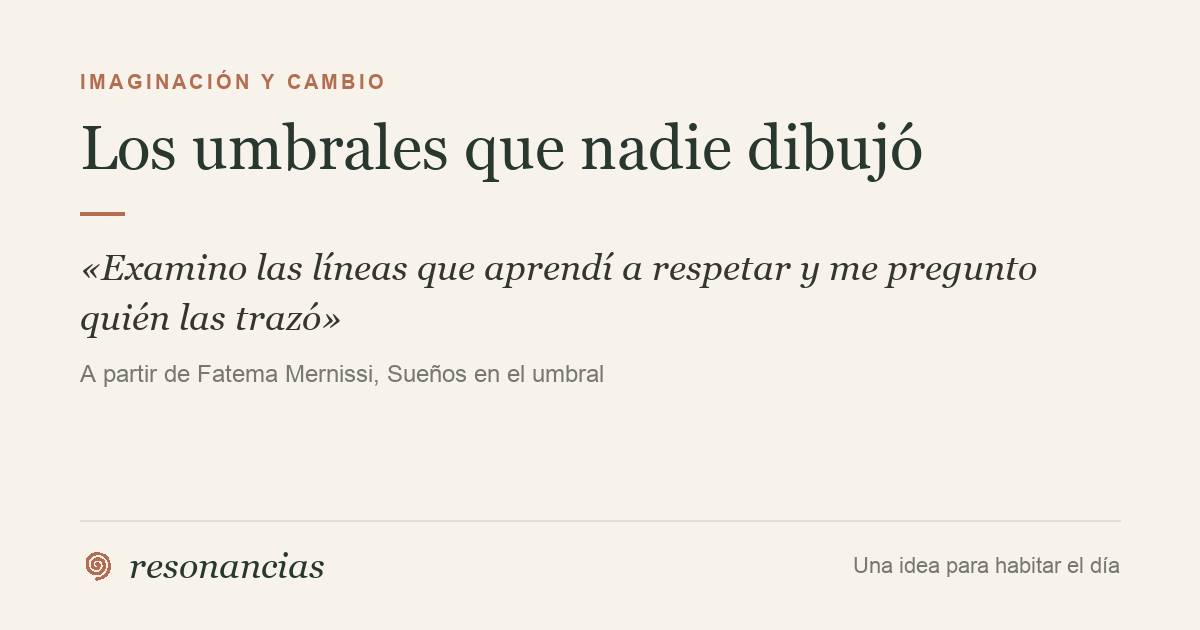 IMAGINACIÓN Y CAMBIO
Los umbrales que nadie dibujó
«Examino las líneas que aprendí a respetar y me pregunto
quién las trazó»
A partir de Fatema Mernissi, Sueños en el umbral
resonancias
Una idea para habitar el día